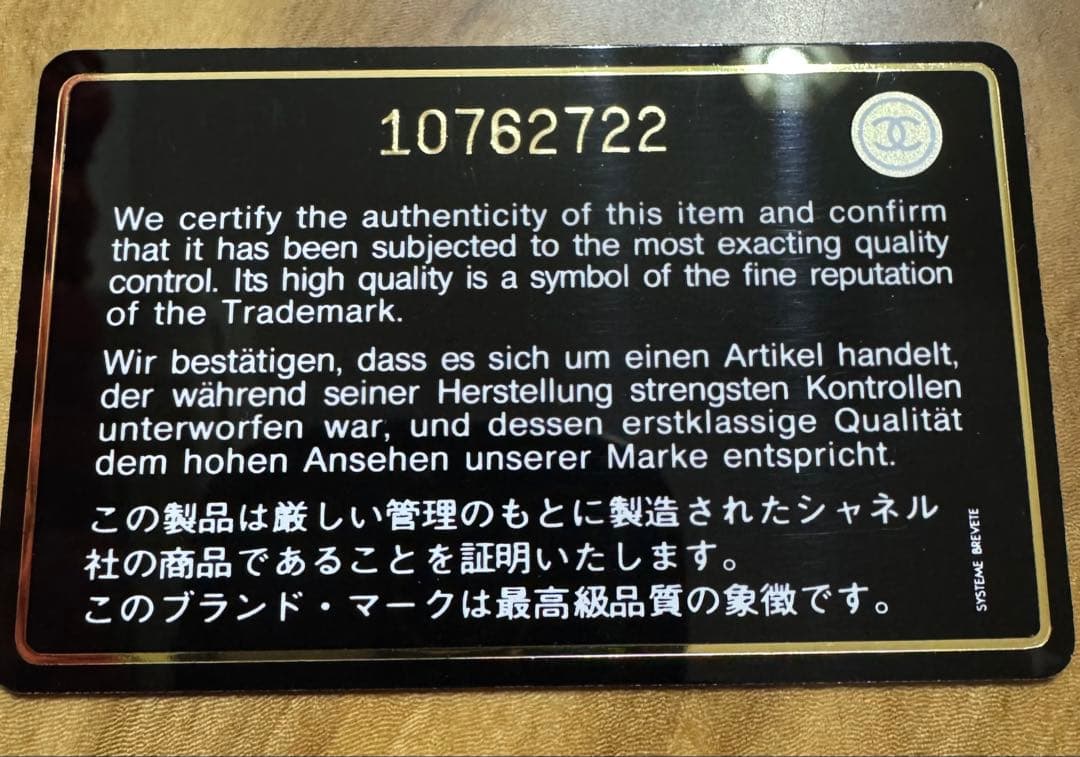 10762722
We certify the authenticity of this item and confirm
that it has been subjected to the most exacting quality
control. Its high quality is a symbol of the fine reputation
of the Trademark.
Wir bestätigen, dass es sich um einen Artikel handelt,
der während seiner Herstellung strengsten Kontrollen
unterworfen war, und dessen erstklassige Qualität
dem hohen Ansehen unserer Marke entspricht.
この製品は厳しい管理のもとに製造されたシャネル
社の商品であることを証明いたします。
このブランド・マークは最高級品質の象徴です。
SYSTEME BREVETE